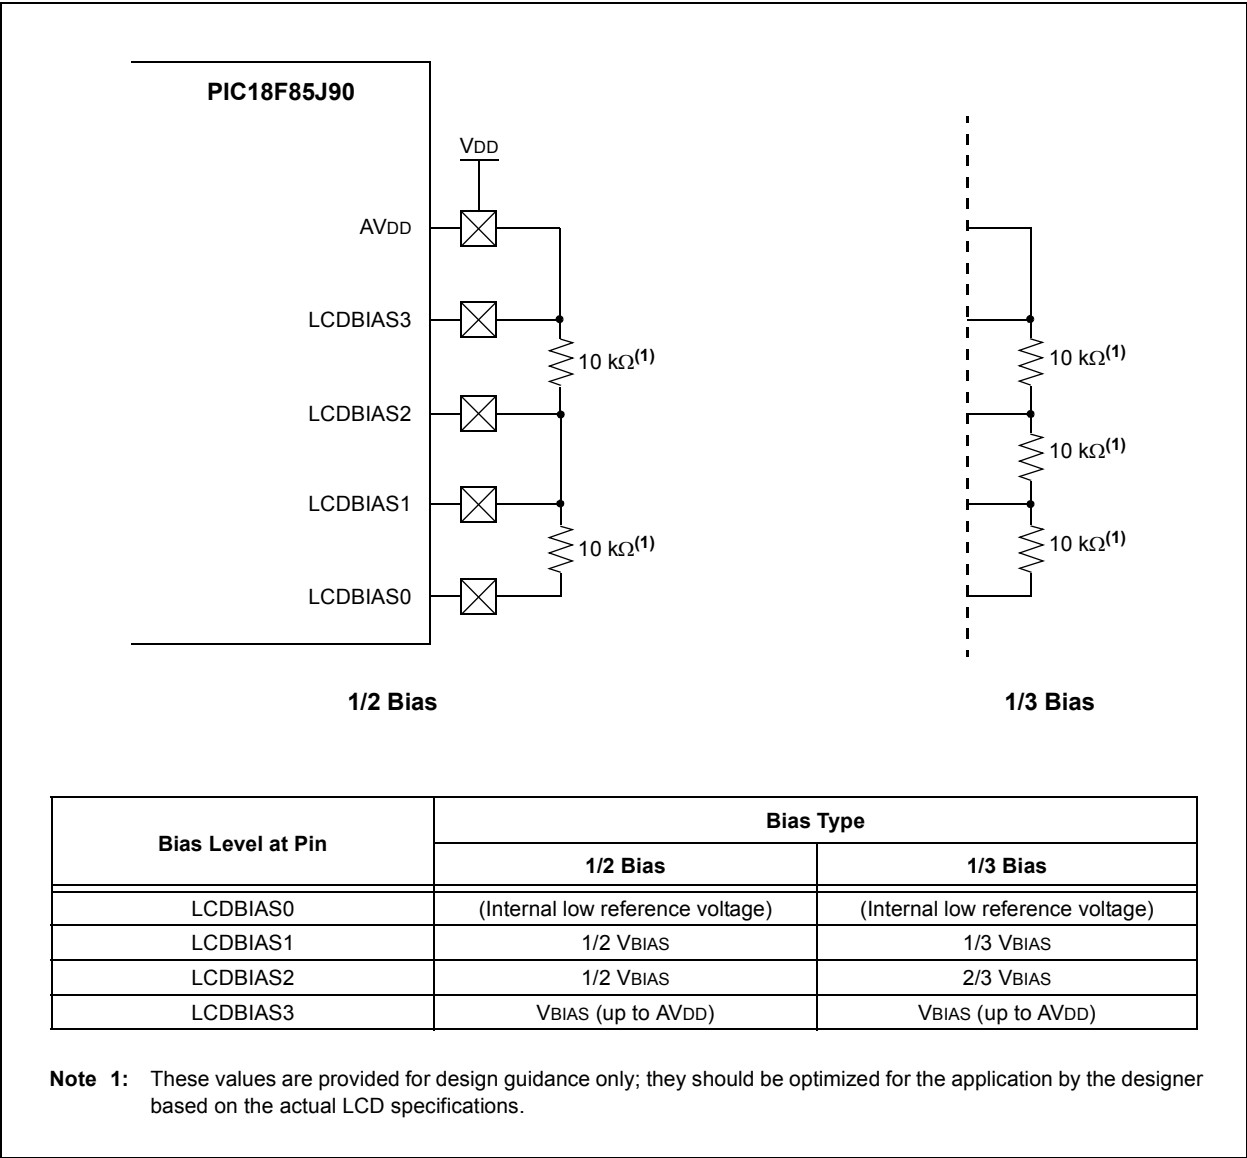 PIC18F85J90
VDD
AVDD
LCDBIAS3
10 kΩ(1)
10 kΩ(1)
LCDBIAS2
10 kΩ(1)
LCDBIAS1
10 kΩ(1)
10 kΩ(1)
LCDBIAS0
1/2 Bias
1/3 Bias
Bias Level at Pin
Bias Type
1/2 Bias
1/3 Bias
LCDBIAS0 (Internal low reference voltage) (Internal low reference voltage)
LCDBIAS1 1/2 VBIAS 1/3 VBIAS
LCDBIAS2 1/2 VBIAS 2/3 VBIAS
LCDBIAS3 VBIAS (up to AVDD) VBIAS (up to AVDD)
Note 1: These values are provided for design guidance only; they should be optimized for the application by the designer
based on the actual LCD specifications.